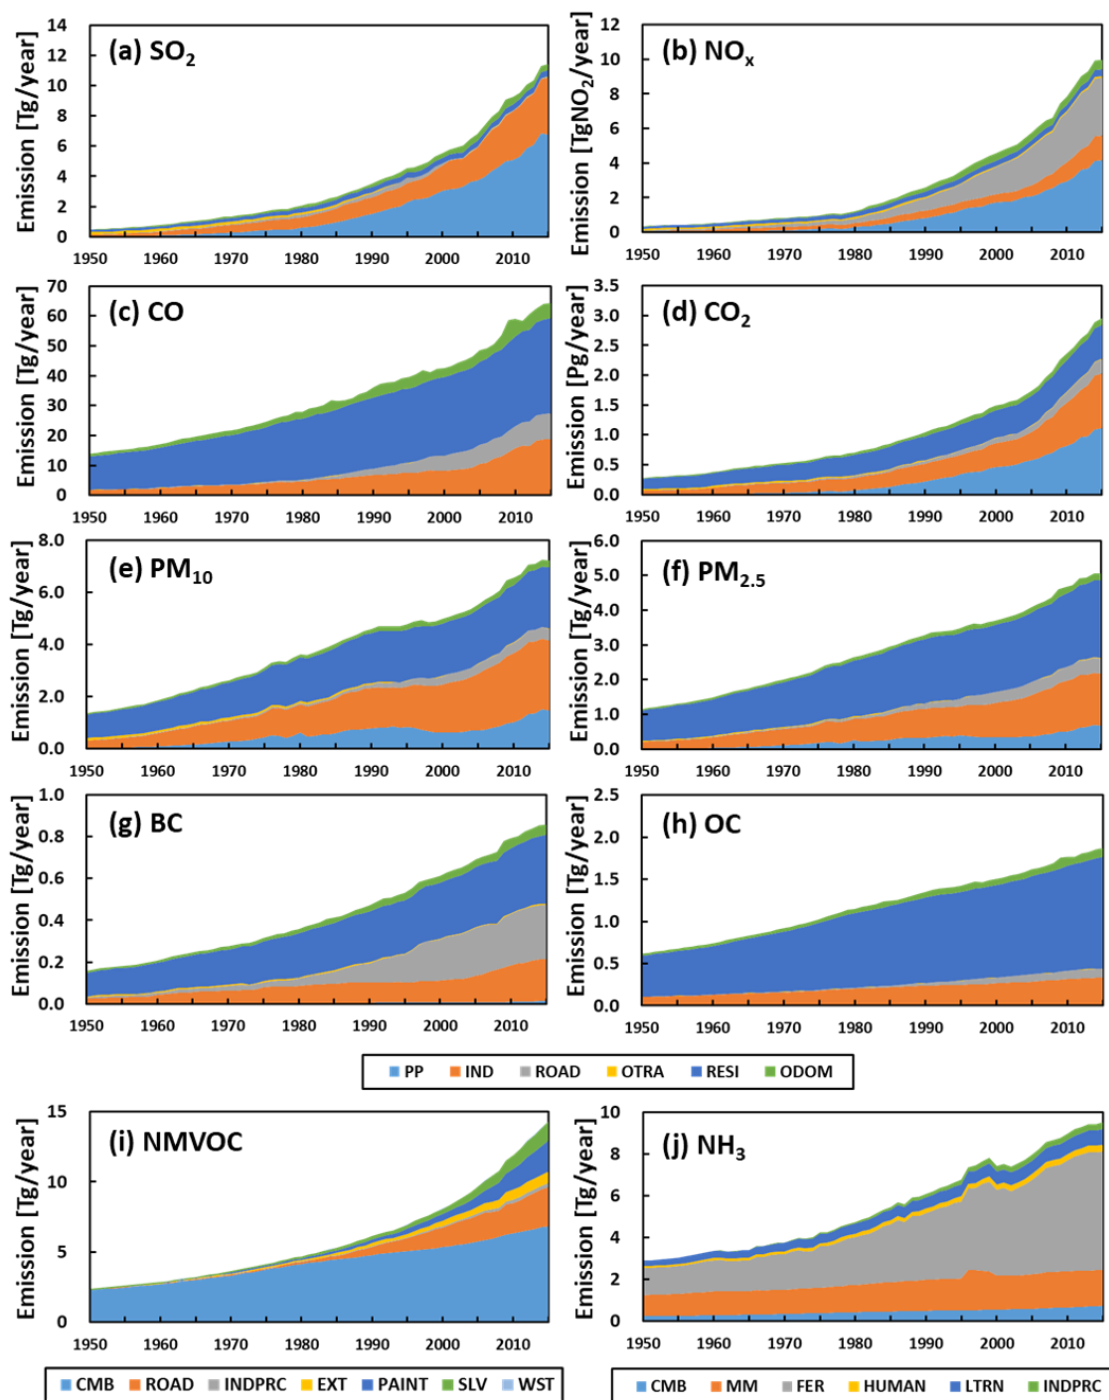 (a) SO2
Emission [Tg/year]
14
12
10
8
6
4
2
0
1950 1960 1970 1980 1990 2000 2010
(b) NOx
Emission [TgNO2/year]
12
10
8
6
4
2
0
1950 1960 1970 1980 1990 2000 2010
(c) CO
Emission [Tg/year]
70
60
50
40
30
20
10
0
1950 1960 1970 1980 1990 2000 2010
(d) CO2
Emission [Pg/year]
3.5
3.0
2.5
2.0
1.5
1.0
0.5
0.0
1950 1960 1970 1980 1990 2000 2010
(e) PM10
Emission [Tg/year]
8.0
6.0
4.0
2.0
0.0
1950 1960 1970 1980 1990 2000 2010
(f) PM2.5
Emission [Tg/year]
6.0
5.0
4.0
3.0
2.0
1.0
0.0
1950 1960 1970 1980 1990 2000 2010
(g) BC
Emission [Tg/year]
1.0
0.8
0.6
0.4
0.2
0.0
1950 1960 1970 1980 1990 2000 2010
(h) OC
Emission [Tg/year]
2.5
2.0
1.5
1.0
0.5
0.0
1950 1960 1970 1980 1990 2000 2010
PP IND ROAD OTRA RESI ODOM
(i) NMVOC
Emission [Tg/year]
15
10
5
0
1950 1960 1970 1980 1990 2000 2010
CMB ROAD INDPRC EXT PAINT SLV WST
(j) NH3
Emission [Tg/year]
10
8
6
4
2
0
1950 1960 1970 1980 1990 2000 2010
CMB MM FER HUMAN LTRN INDPRC